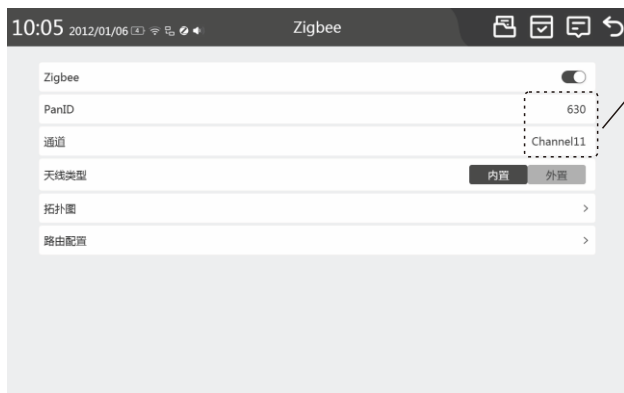 10:05 2012/01/06 Zigbee
Zigbee
PanID 630
通道 Channel11
天线类型 内置 外置
拓扑图 >
路由配置 >